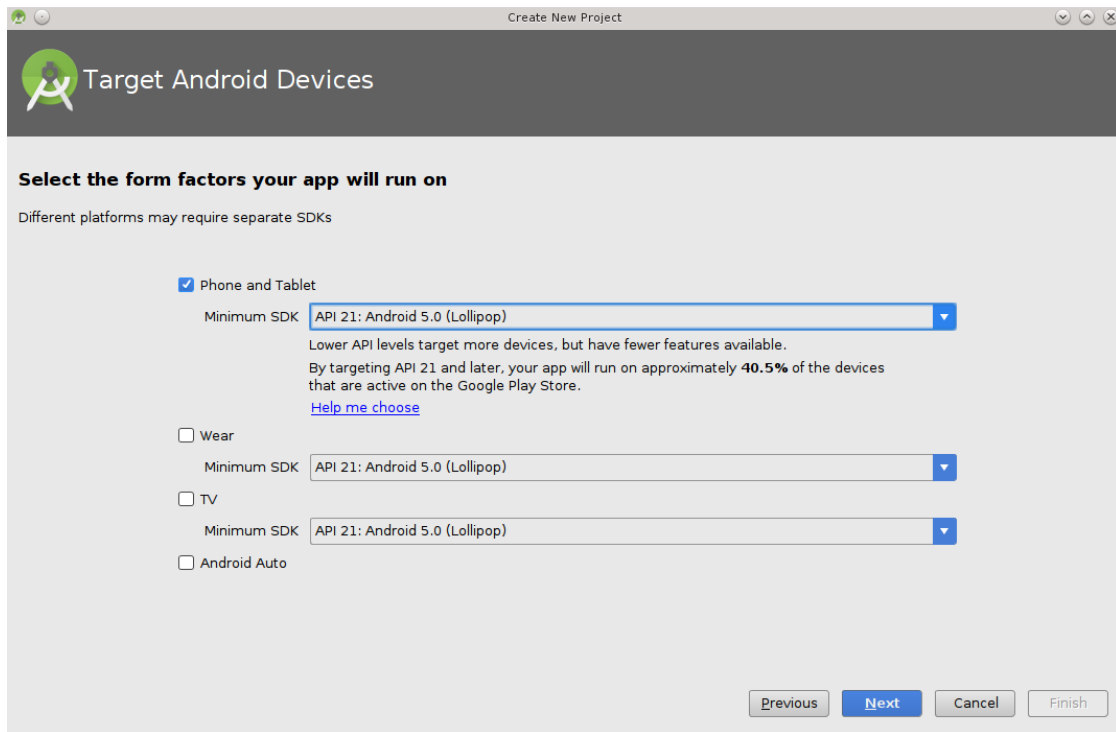 Create New Project
Target Android Devices
Select the form factors your app will run on
Different platforms may require separate SDKs
Phone and Tablet
Minimum SDK API 21: Android 5.0 (Lollipop)
Lower API levels target more devices, but have fewer features available.
By targeting API 21 and later, your app will run on approximately 40.5% of the devices
that are active on the Google Play Store.
Help me choose
Wear
Minimum SDK API 21: Android 5.0 (Lollipop)
TV
Minimum SDK API 21: Android 5.0 (Lollipop)
Android Auto
Previous Next Cancel Finish